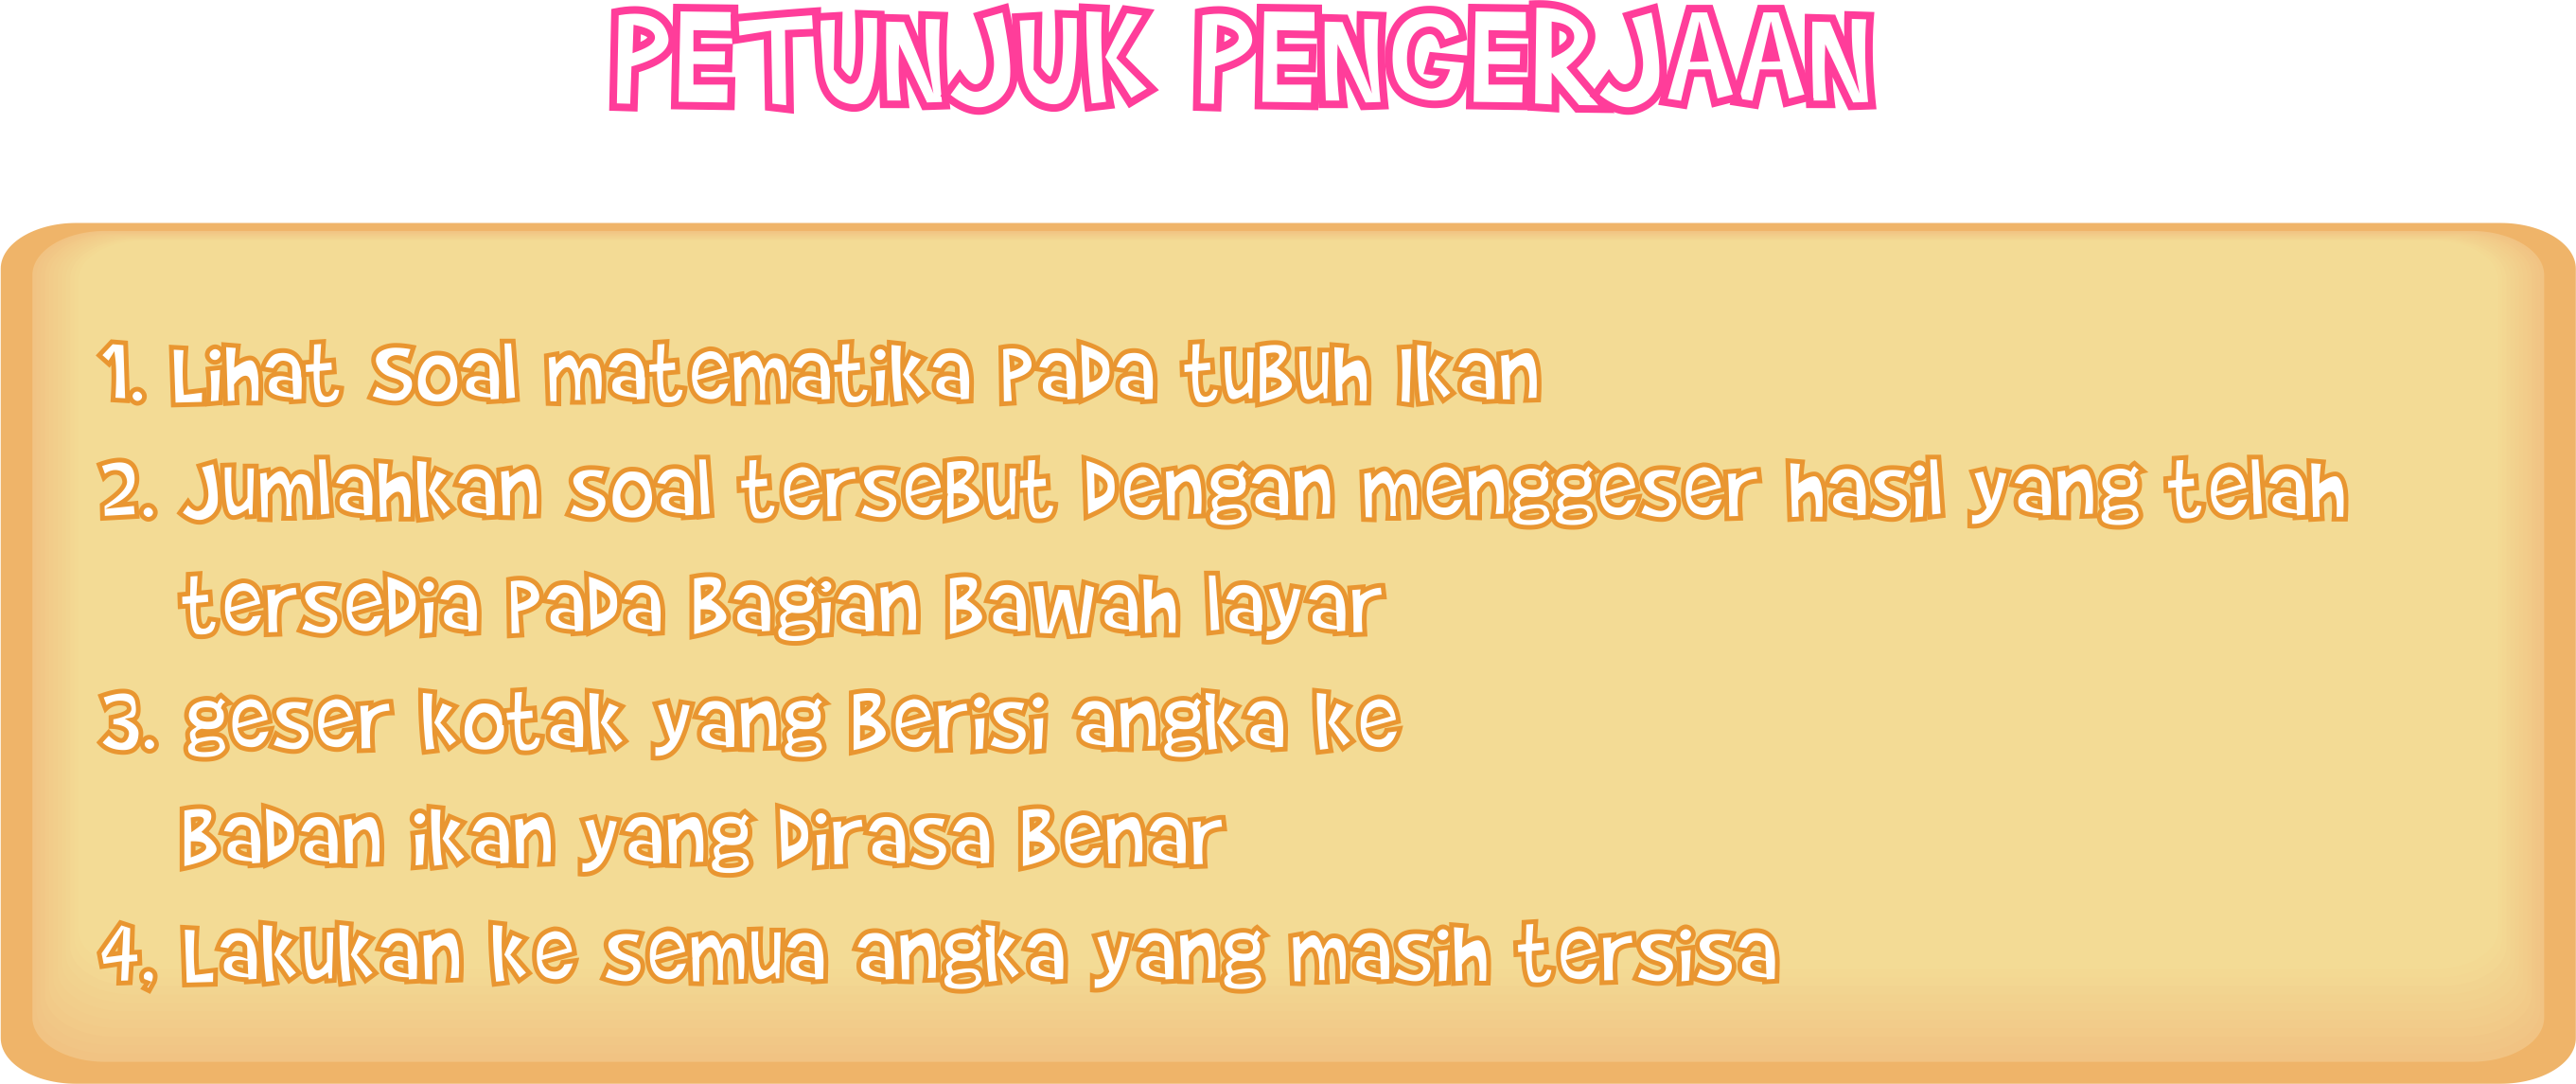 PETUNJUK PENGERJAAN
1. Lihat Soal matematika pada tubuh Ikan
2. Jumlahkan soal tersebut dengan menggeser hasil yang telah
tersedia pada bagian bawah layar
3. geser kotak yang berisi angka ke
badan ikan yang dirasa benar
4, Lakukan ke semua angka yang masih tersisa